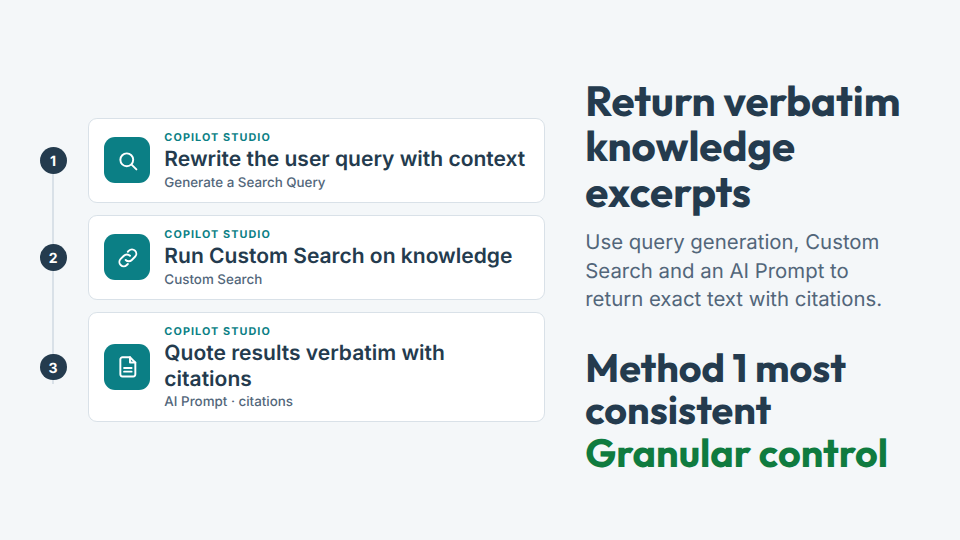 1
COPILOT STUDIO
Rewrite the user query with context
Generate a Search Query
2
COPILOT STUDIO
Run Custom Search on knowledge
Custom Search
3
COPILOT STUDIO
Quote results verbatim with
citations
AI Prompt · citations
Return verbatim
knowledge
excerpts
Use query generation, Custom
Search and an AI Prompt to
return exact text with citations.
Method 1 most
consistent
Granular control